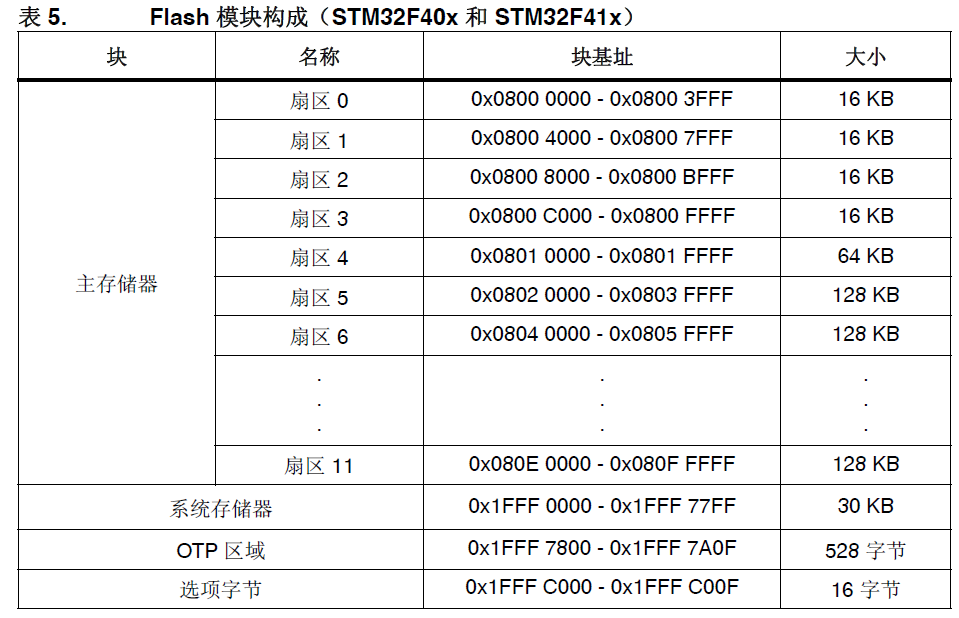 表 5. Flash 模块构成（STM32F40x 和 STM32F41x）
块 名称 块基址 大小
主存储器
扇区 0 0x0800 0000 - 0x0800 3FFF 16 KB
扇区 1 0x0800 4000 - 0x0800 7FFF 16 KB
扇区 2 0x0800 8000 - 0x0800 BFFF 16 KB
扇区 3 0x0800 C000 - 0x0800 FFFF 16 KB
扇区 4 0x0801 0000 - 0x0801 FFFF 64 KB
扇区 5 0x0802 0000 - 0x0803 FFFF 128 KB
扇区 6 0x0804 0000 - 0x0805 FFFF 128 KB
. . .
. . .
. . .
扇区 11 0x080E 0000 - 0x080F FFFF 128 KB
系统存储器 0x1FFF 0000 - 0x1FFF 77FF 30 KB
OTP 区域 0x1FFF 7800 - 0x1FFF 7A0F 528 字节
选项字节 0x1FFF C000 - 0x1FFF C00F 16 字节